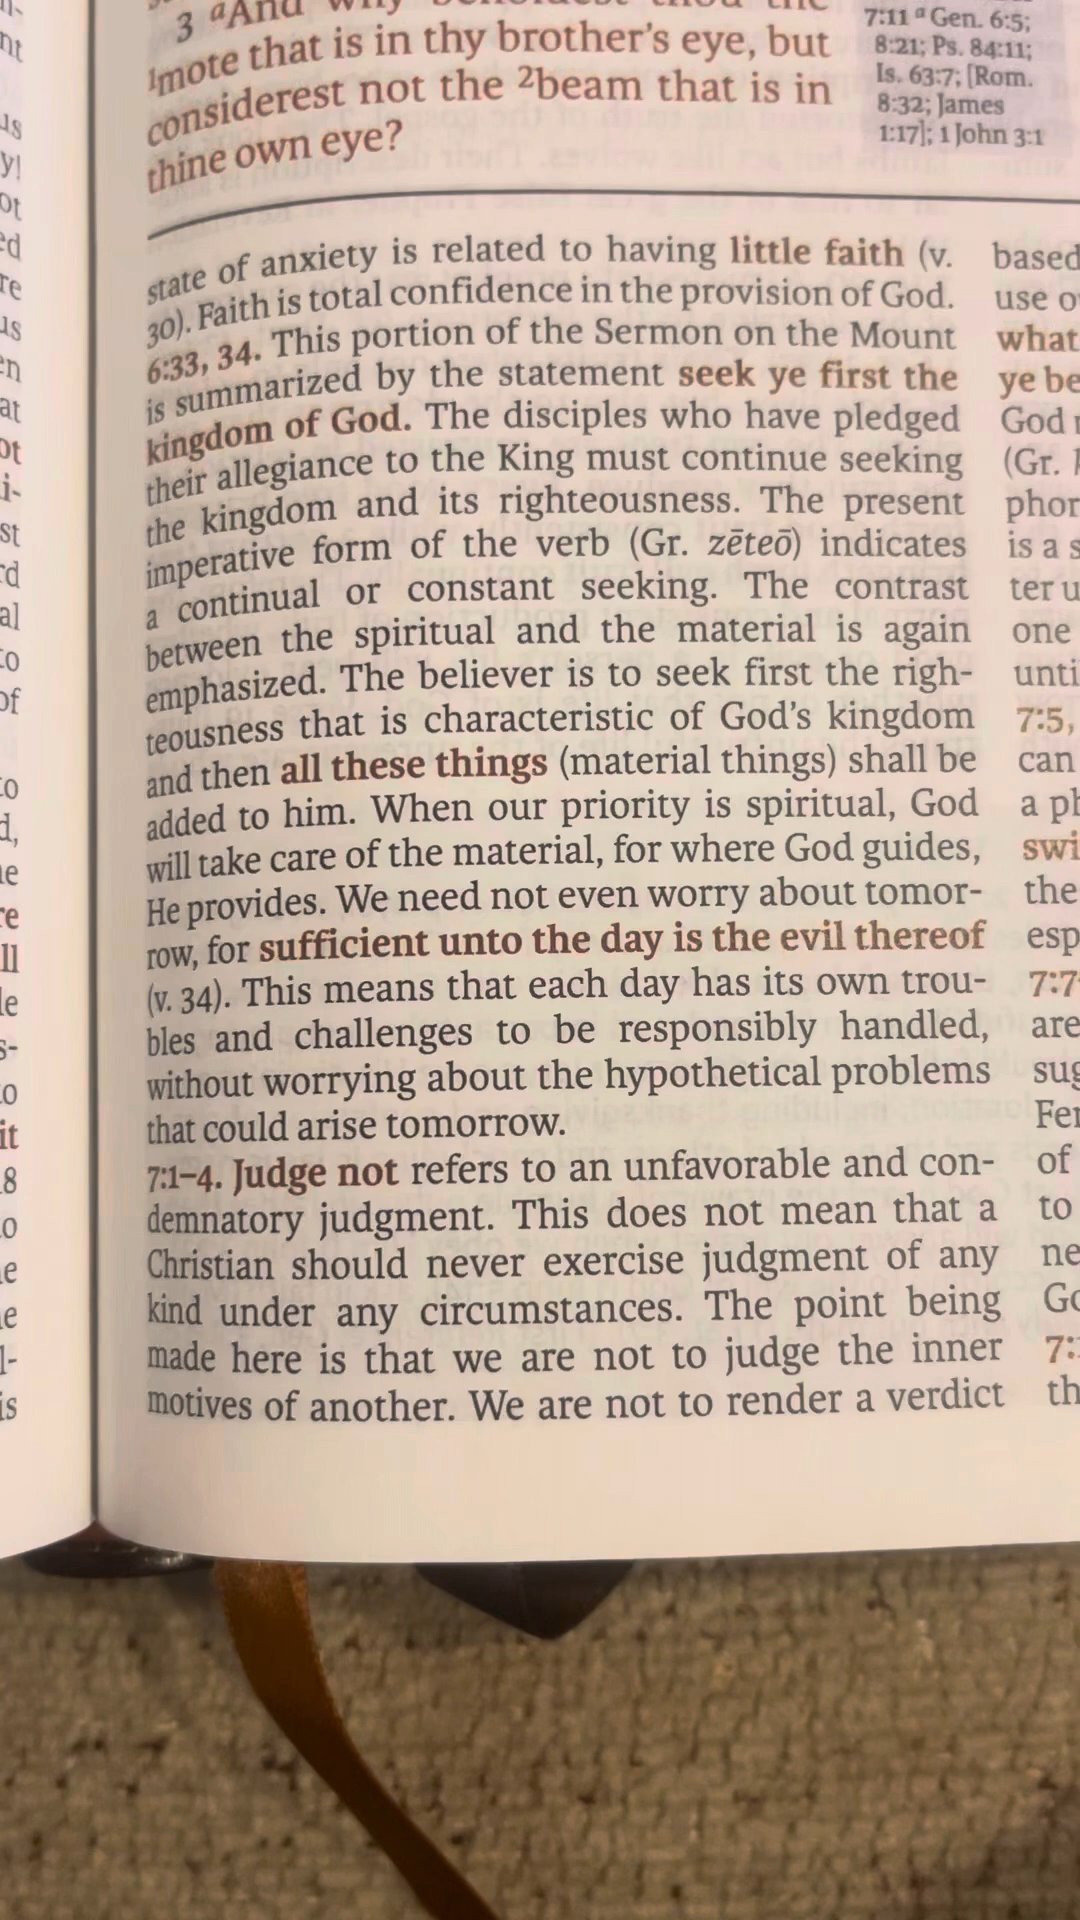 3 ªAnd why beholdest thou the
¹mote that is in thy brother's eye, but
considerest not the ²beam that is in
thine own eye?
7:11 ª Gen. 6:5;
8:21; Ps. 84:11;
Is. 63:7; [Rom.
8:32; James
1:17]; 1 John 3:1
state of anxiety is related to having little faith (v.
30). Faith is total confidence in the provision of God.
6:33, 34. This portion of the Sermon on the Mount
is summarized by the statement seek ye first the
kingdom of God. The disciples who have pledged
their allegiance to the King must continue seeking
the kingdom and its righteousness. The present
imperative form of the verb (Gr. zēteō) indicates
a continual or constant seeking. The contrast
between the spiritual and the material is again
emphasized. The believer is to seek first the righ-
teousness that is characteristic of God's kingdom
and then all these things (material things) shall be
added to him. When our priority is spiritual, God
will take care of the material, for where God guides,
He provides. We need not even worry about tomor-
row, for sufficient unto the day is the evil thereof
(v. 34). This means that each day has its own trou-
bles and challenges to be responsibly handled,
without worrying about the hypothetical problems
that could arise tomorrow.
7:1–4. Judge not refers to an unfavorable and con-
demnatory judgment. This does not mean that a
Christian should never exercise judgment of any
kind under any circumstances. The point being
made here is that we are not to judge the inner
motives of another. We are not to render a verdict
based
use
what
ye be
God
(Gr.
phor
is a
ter
one
7:5,
can
a
the
are
of
to